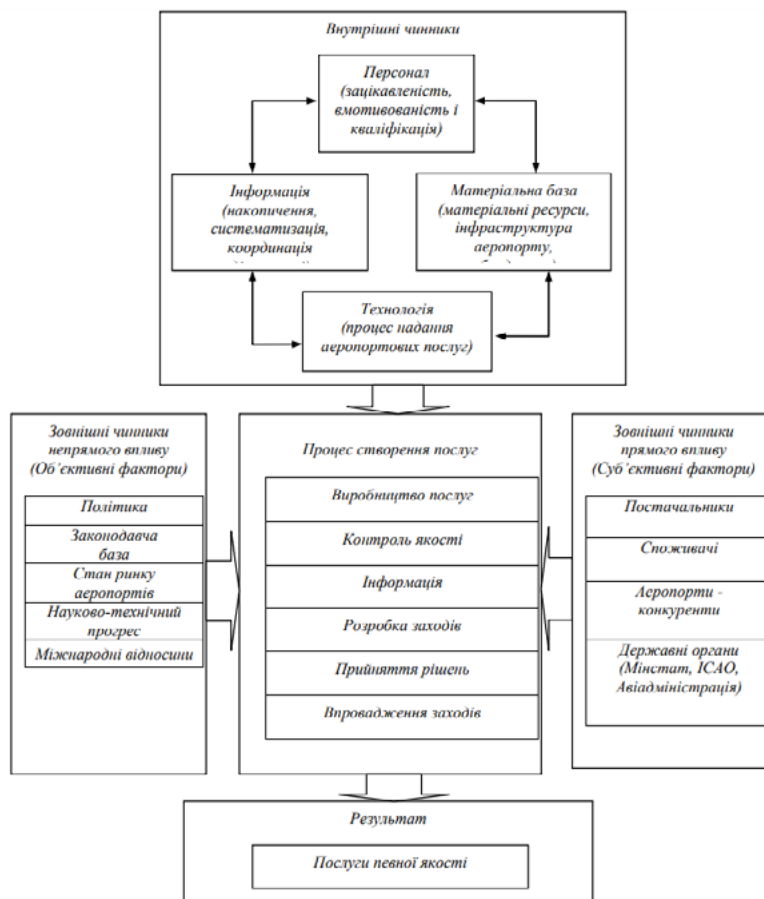 Внутрішні чинники
Персонал
(зацікавленість,
вмотивованість і
кваліфікація)
Інформація
(накопичення,
систематизація,
координація
Матеріальна база
(матеріальні ресурси,
інфраструктура
аеропорту,
Технологія
(процес надання
аеропортових послуг)
Зовнішні чинники
непрямого впливу
(Об'єктивні фактори)
Політика
Законодавча
база
Стан ринку
аеропортів
Науково-технічний
прогрес
Міжнародні відносини
Процес створення послуг
Виробництво послуг
Контроль якості
Інформація
Розробка заходів
Прийняття рішень
Впровадження заходів
Зовнішні чинники
прямого впливу
(Суб'єктивні фактори)
Постачальники
Споживачі
Аеропорти -
конкуренти
Державні органи
(Мінстат, ІСАО,
Авіадміністрація)
Результат
Послуги певної якості